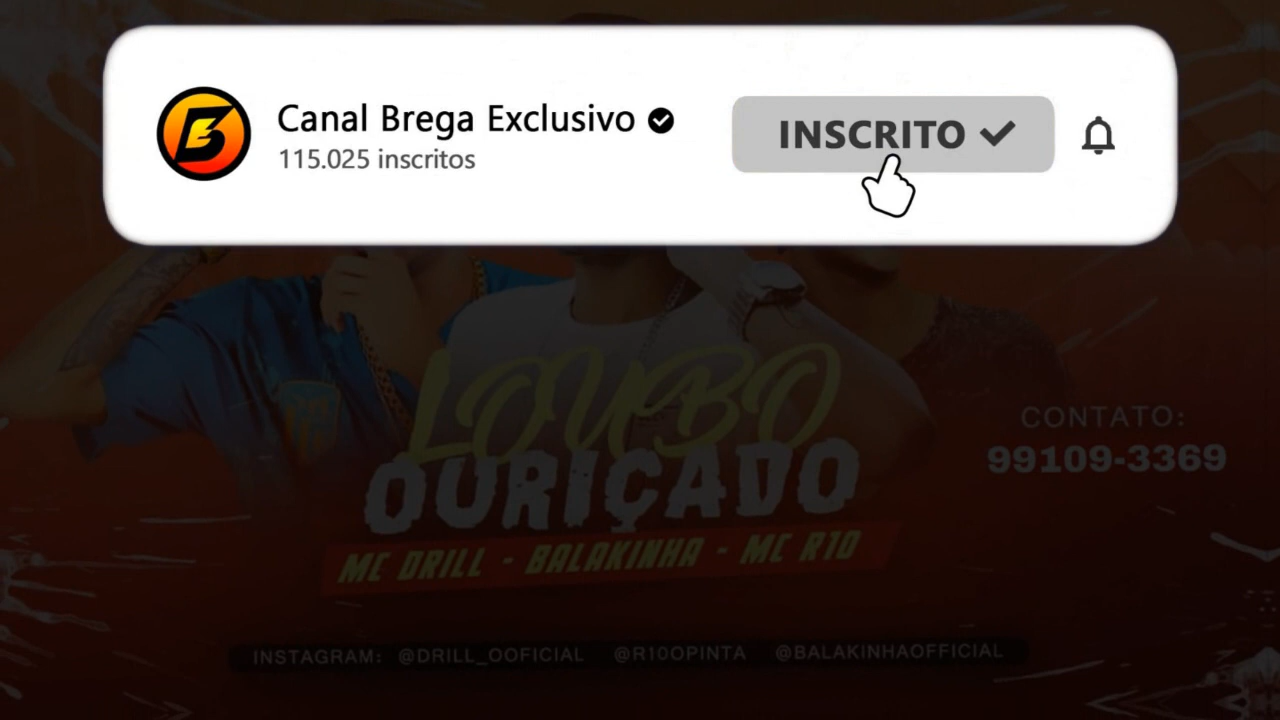 Canal Brega Exclusivo
115.025 inscritos
INSCRITO
LOUBO
OURIÇADO
MC DRILL - BALAKINHA - MC R10
CONTATO:
99109-3369
INSTAGRAM: @DRILL_OOFICIAL @R10OPINTA @BALAKINHAOFFICIAL